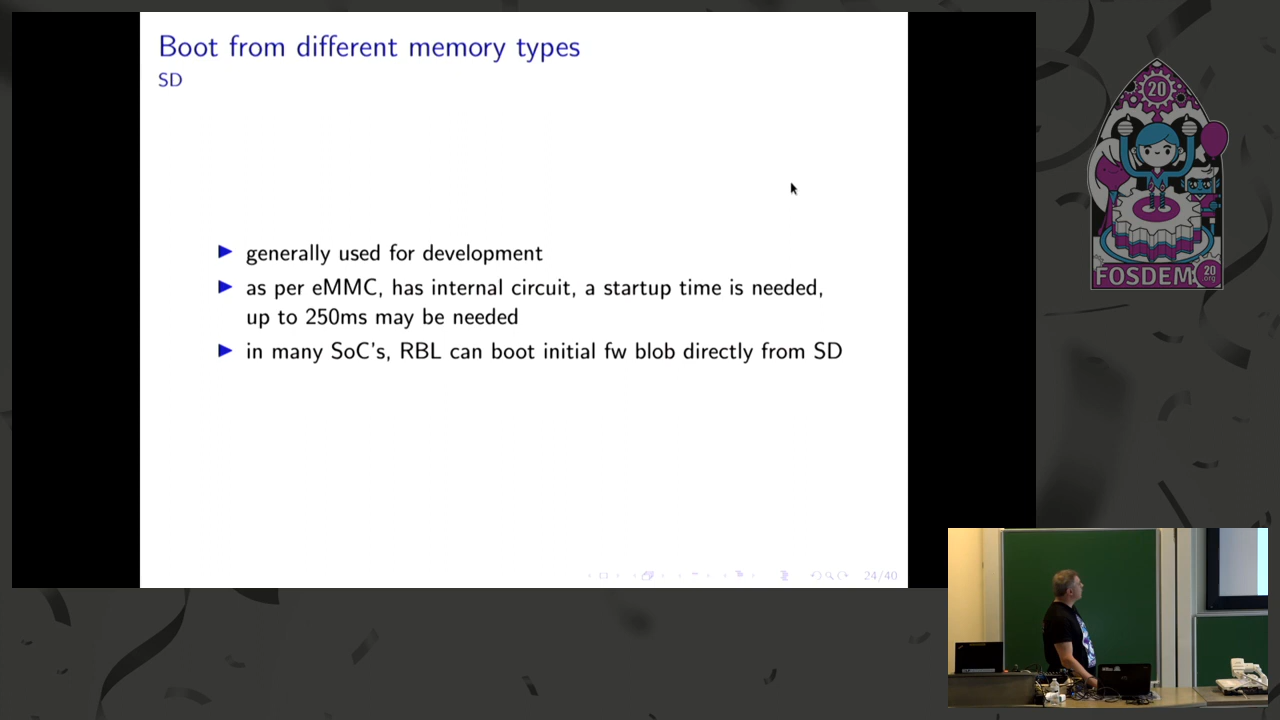 Boot from different memory types
SD
generally used for development
as per eMMC, has internal circuit, a startup time is needed,
up to 250ms may be needed
in many SoC's, RBL can boot initial fw blob directly from SD
24/40
20
FOSDEM
20
org